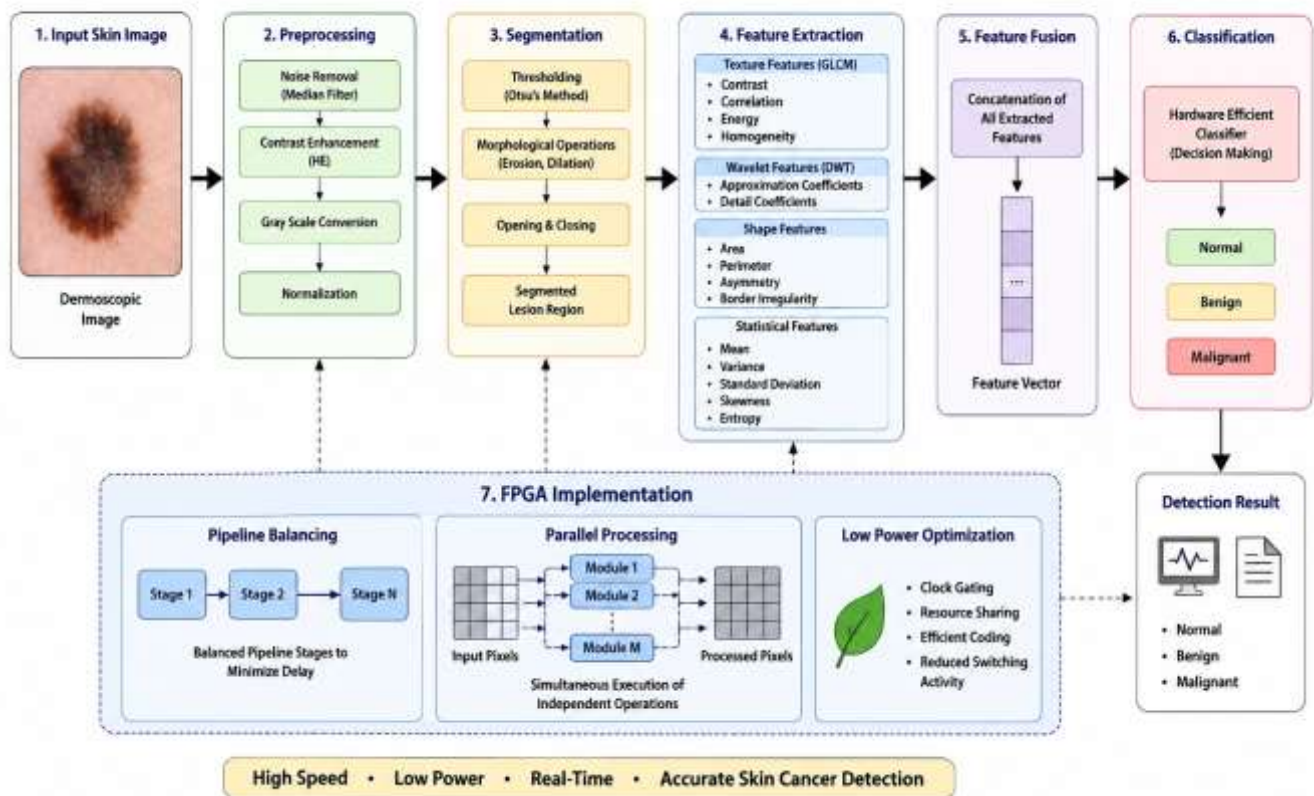 1. Input Skin Image
Dermoscopic
Image
2. Preprocessing
Noise Removal
(Median Filter)
Contrast Enhancement
(HE)
Gray Scale Conversion
Normalization
3. Segmentation
Thresholding
(Otsu's Method)
Morphological Operations
(Erosion, Dilation)
Opening & Closing
Segmented
Lesion Region
4. Feature Extraction
Texture Features (GLCM)
• Contrast
• Correlation
• Energy
• Homogeneity
Wavelet Features (DWT)
• Approximation Coefficients
• Detail Coefficients
Shape Features
• Area
• Perimeter
• Asymmetry
• Border Irregularity
Statistical Features
• Mean
• Variance
• Standard Deviation
• Skewness
• Entropy
5. Feature Fusion
Concatenation of
All Extracted
Features
...
Feature Vector
6. Classification
Hardware Efficient
Classifier
(Decision Making)
Normal
Benign
Malignant
7. FPGA Implementation
Pipeline Balancing
Stage 1
Stage 2
Stage N
Balanced Pipeline Stages to
Minimize Delay
Parallel Processing
Module 1
Module 2
Module M
Input Pixels
Processed Pixels
Simultaneous Execution of
Independent Operations
Low Power Optimization
• Clock Gating
• Resource Sharing
• Efficient Coding
• Reduced Switching
Activity
Detection Result
• Normal
• Benign
• Malignant
High Speed • Low Power • Real-Time • Accurate Skin Cancer Detection